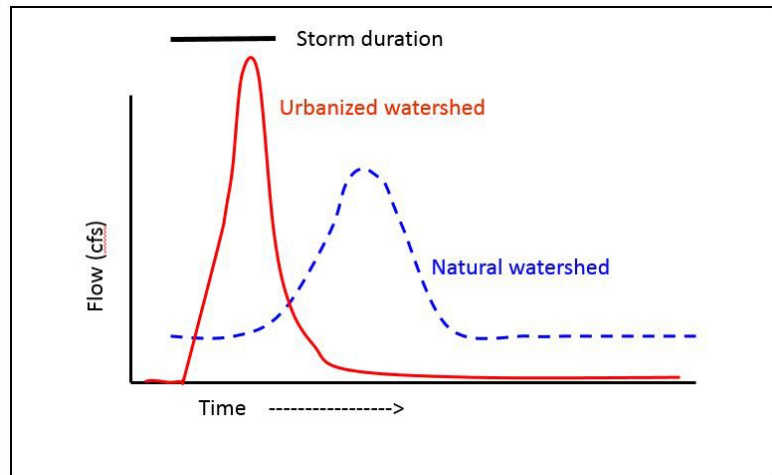 Storm duration
Urbanized watershed
Natural watershed
Flow (cfs)
Time ----------------->